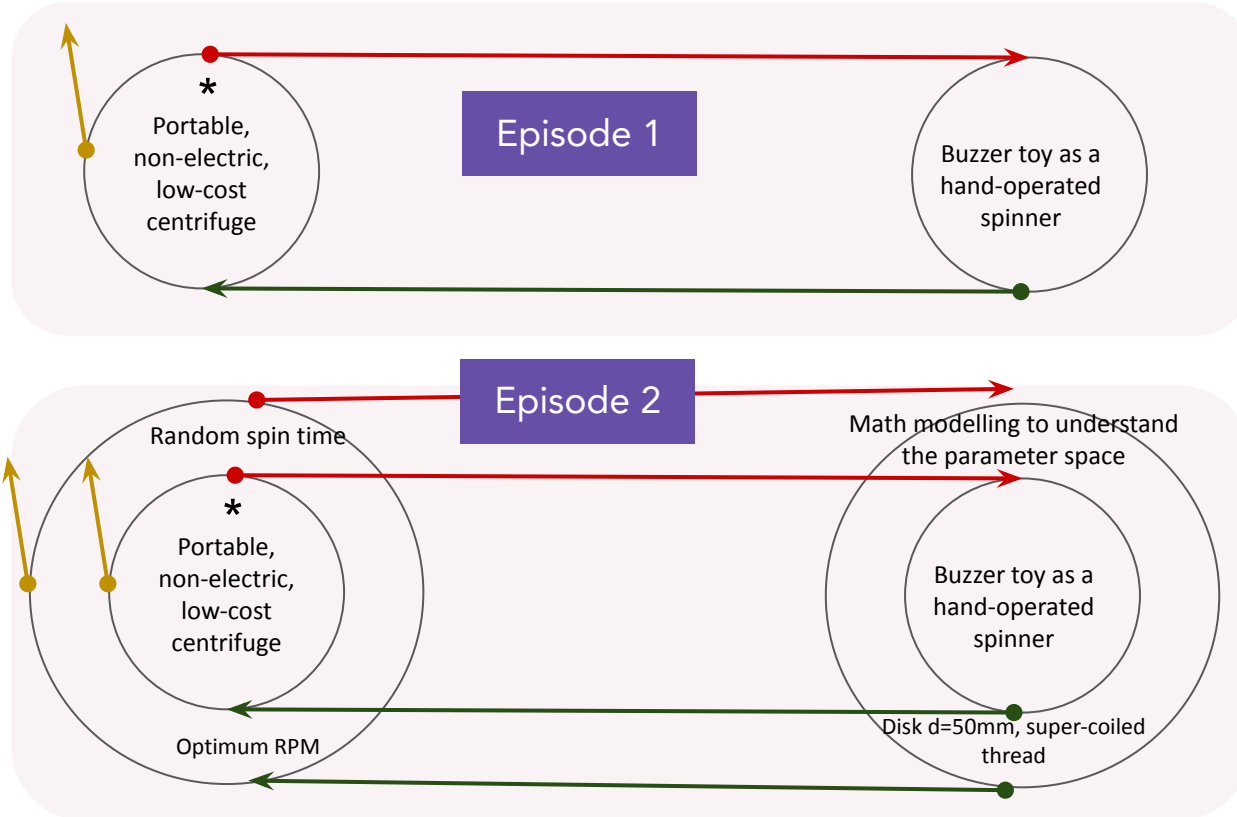 Episode 1
*
Portable,
non-electric,
low-cost
centrifuge
Buzzer toy as a
hand-operated
spinner
Episode 2
Random spin time
Math modelling to understand
the parameter space
*
Portable,
non-electric,
low-cost
centrifuge
Buzzer toy as a
hand-operated
spinner
Optimum RPM
Disk d=50mm, super-coiled
thread